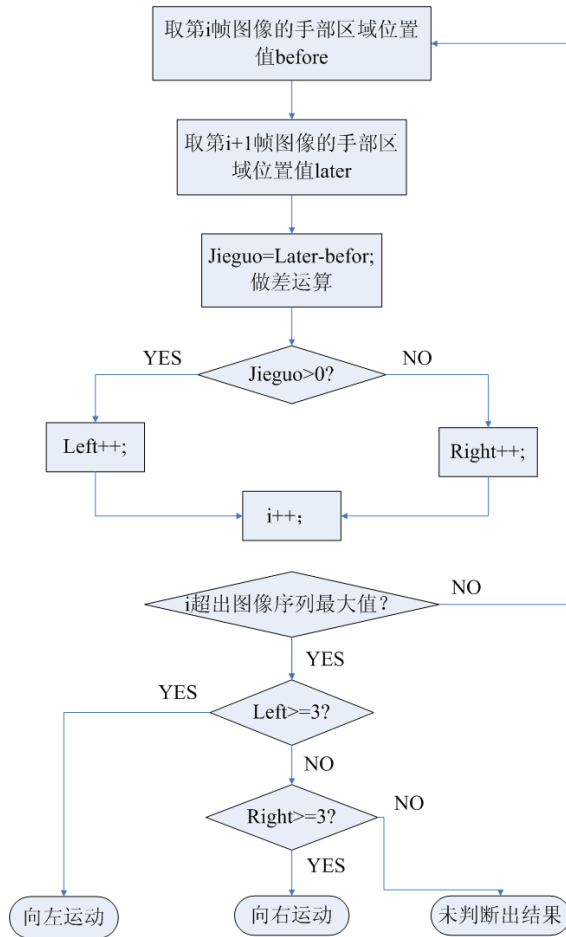 取第i帧图像的手部区域位置
值before
取第i+1帧图像的手部区
域位置值later
Jieguo=Later-befor;
做差运算
YES
NO
Jieguo>0?
Left++;
Right++;
i++；
i超出图像序列最大值？
NO
YES
YES
Left>=3?
NO
Right>=3?
NO
YES
向左运动
向右运动
未判断出结果